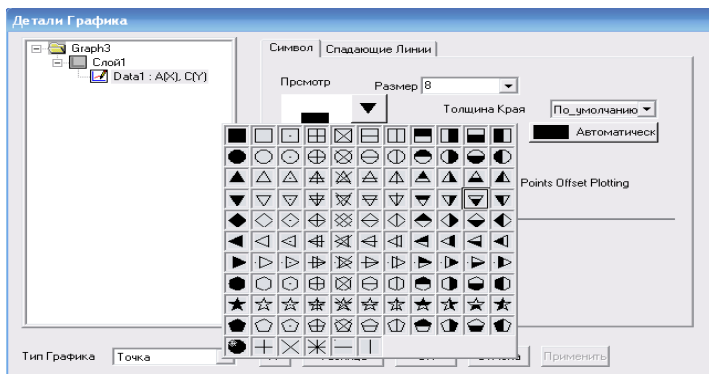 Детали Графика
Graph3
Слой1
Data1 : A(X), C(Y)
Символ
Спадающие Линии
Прсмотр
Размер 8
Толщина Края
По_умолчанию
Автоматическ
Points Offset Plotting
Тип Графика
Точка
Применить